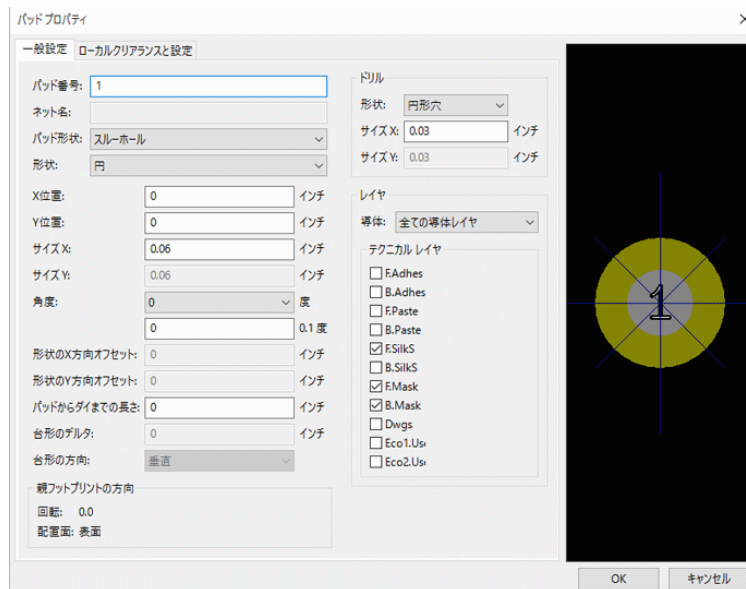 パッド プロパティ
一般設定 ローカルクリアランスと設定
パッド番号: 1
ネット名:
パッド形状: スルーホール
形状: 円
X位置: 0 インチ
Y位置: 0 インチ
サイズ X: 0.06 インチ
サイズ Y: 0.06 インチ
角度: 0 度
0 0.1 度
形状のX方向オフセット: 0 インチ
形状のY方向オフセット: 0 インチ
パッドからダイまでの長さ: 0 インチ
台形のデルタ: 0 インチ
台形の方向: 垂直
親フットプリントの方向
回転: 0.0
配置面: 表面
ドリル
形状: 円形穴
サイズ X: 0.03 インチ
サイズ Y: 0.03 インチ
レイヤ
導体: 全ての導体レイヤ
テクニカル レイヤ
F.Adhes
B.Adhes
F.Paste
B.Paste
F.SilkS
B.SilkS
F.Mask
B.Mask
Dwgs
Eco1.Use
Eco2.Use
1
OK キャンセル